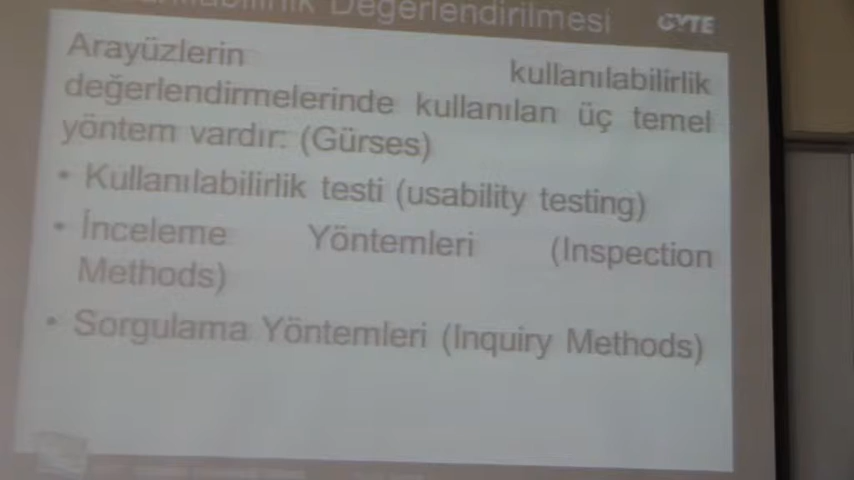 Değerlendirilmesi GYTE
Arayüzlerin kullanılabilirlik
değerlendirmelerinde kullanılan üç temel
yöntem vardır: (Gürses)
• Kullanılabilirlik testi (usability testing)
• İnceleme Yöntemleri (Inspection
Methods)
• Sorgulama Yöntemleri (Inquiry Methods)